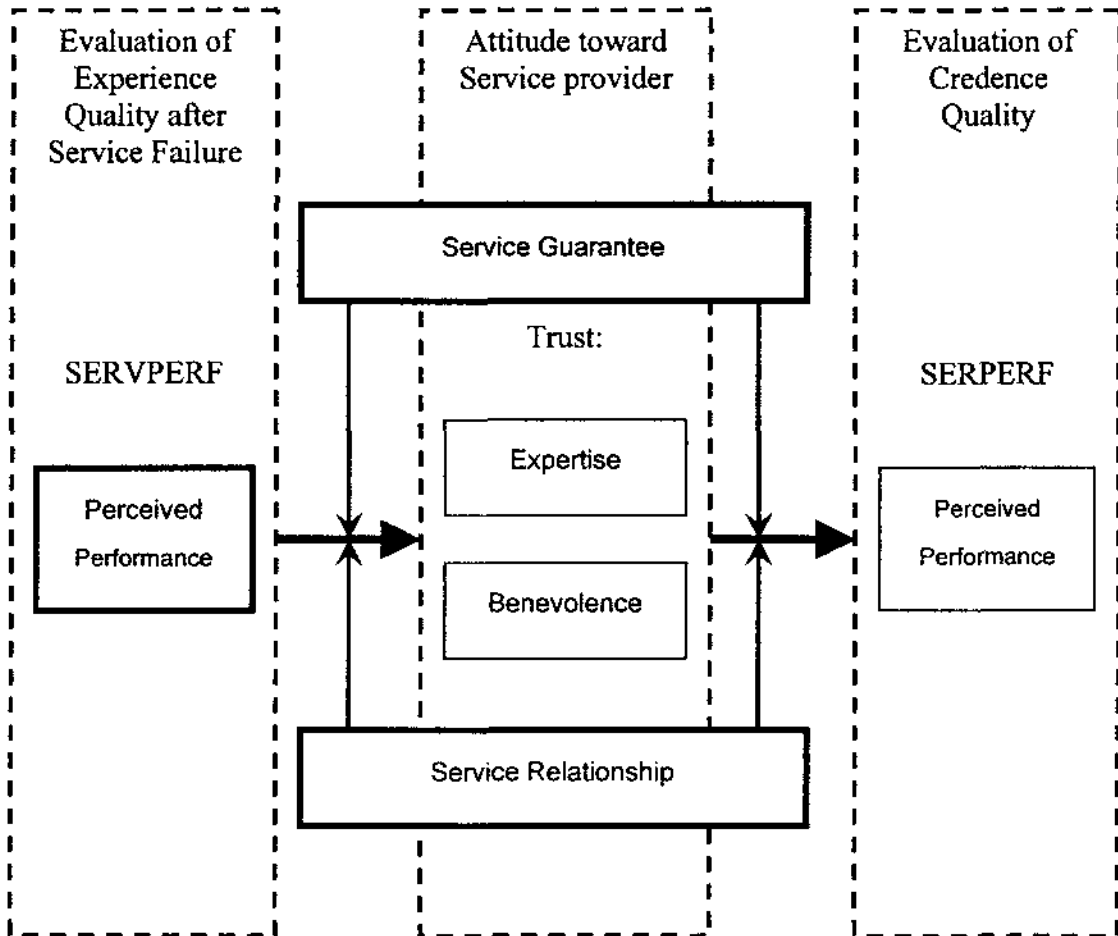 Evaluation of
Experience
Quality after
Service Failure
SERVPERF
Perceived
Performance
Attitude toward
Service provider
Service Guarantee
Trust:
Expertise
Benevolence
Service Relationship
Evaluation of
Credence
Quality
SERPERF
Perceived
Performance